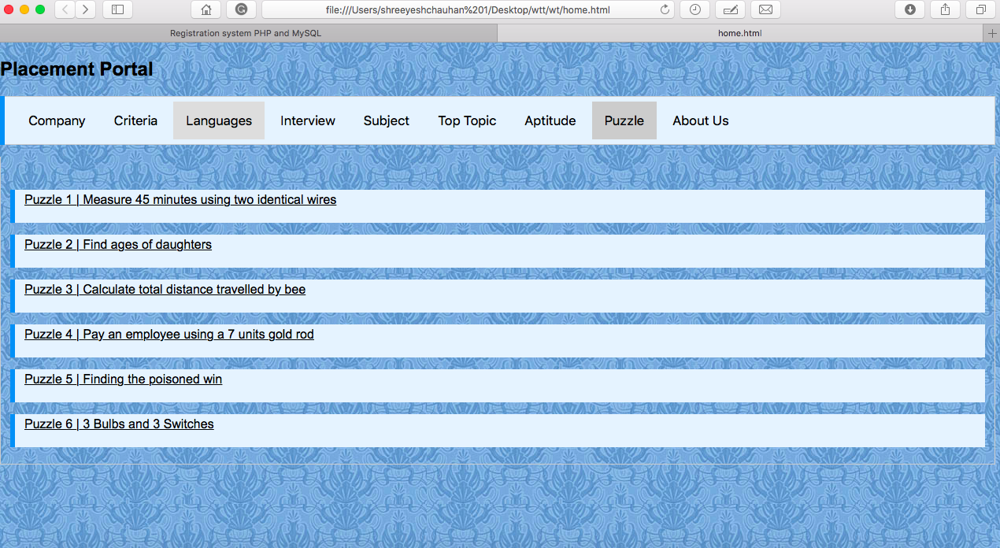 file:///Users/shreeyeshchauhan%201/Desktop/wtt/wt/home.html
Registration system PHP and MySQL
home.html
Placement Portal
Company Criteria Languages Interview Subject Top Topic Aptitude Puzzle About Us
Puzzle 1 | Measure 45 minutes using two identical wires
Puzzle 2 | Find ages of daughters
Puzzle 3 | Calculate total distance travelled by bee
Puzzle 4 | Pay an employee using a 7 units gold rod
Puzzle 5 | Finding the poisoned win
Puzzle 6 | 3 Bulbs and 3 Switches